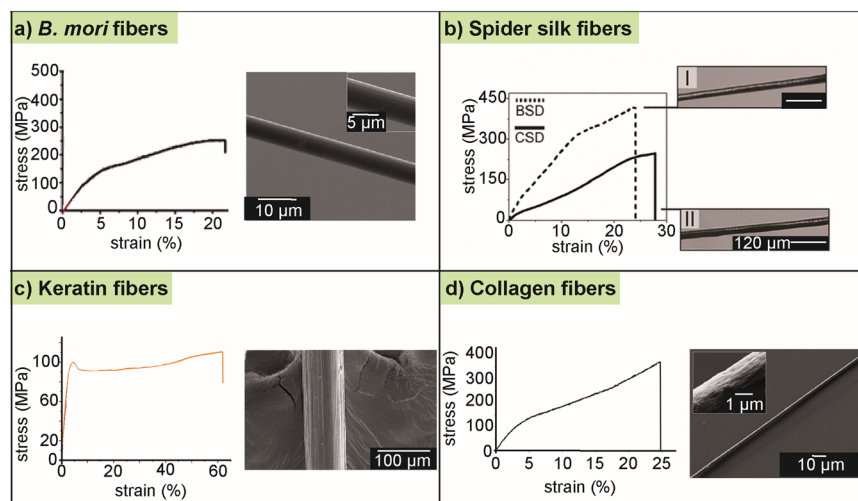 a) B. mori fibers
stress (MPa)
500
400
300
200
100
0
0 5 10 15 20
strain (%)
5 µm
10 µm
b) Spider silk fibers
stress (MPa)
450
300
150
0
BSD
CSD
0 10 20 30
strain (%)
I
II
120 µm
c) Keratin fibers
stress (MPa)
100
80
60
40
20
0
0 20 40 60
strain (%)
100 µm
d) Collagen fibers
stress (MPa)
400
300
200
100
0
0 5 10 15 20 25
strain (%)
1 µm
10 µm